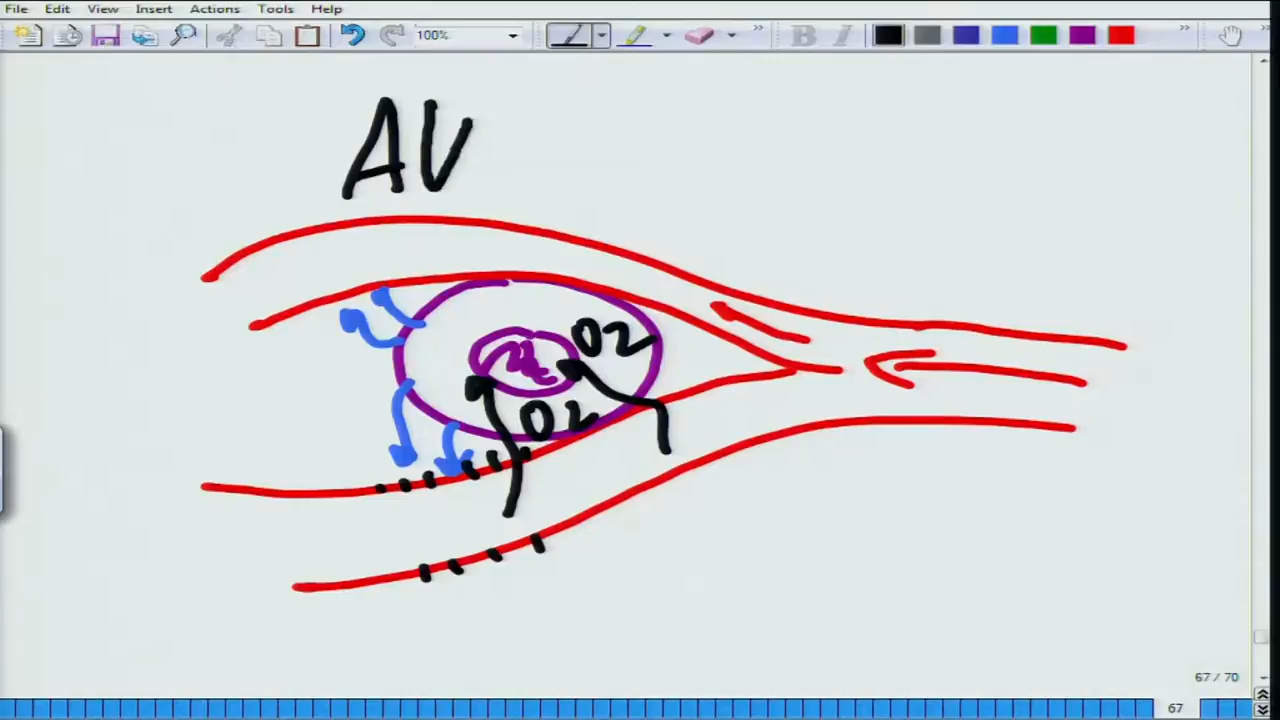 File Edit View Insert Actions Tools Help
100%
B I
AV
O2
O2
67 / 70
67